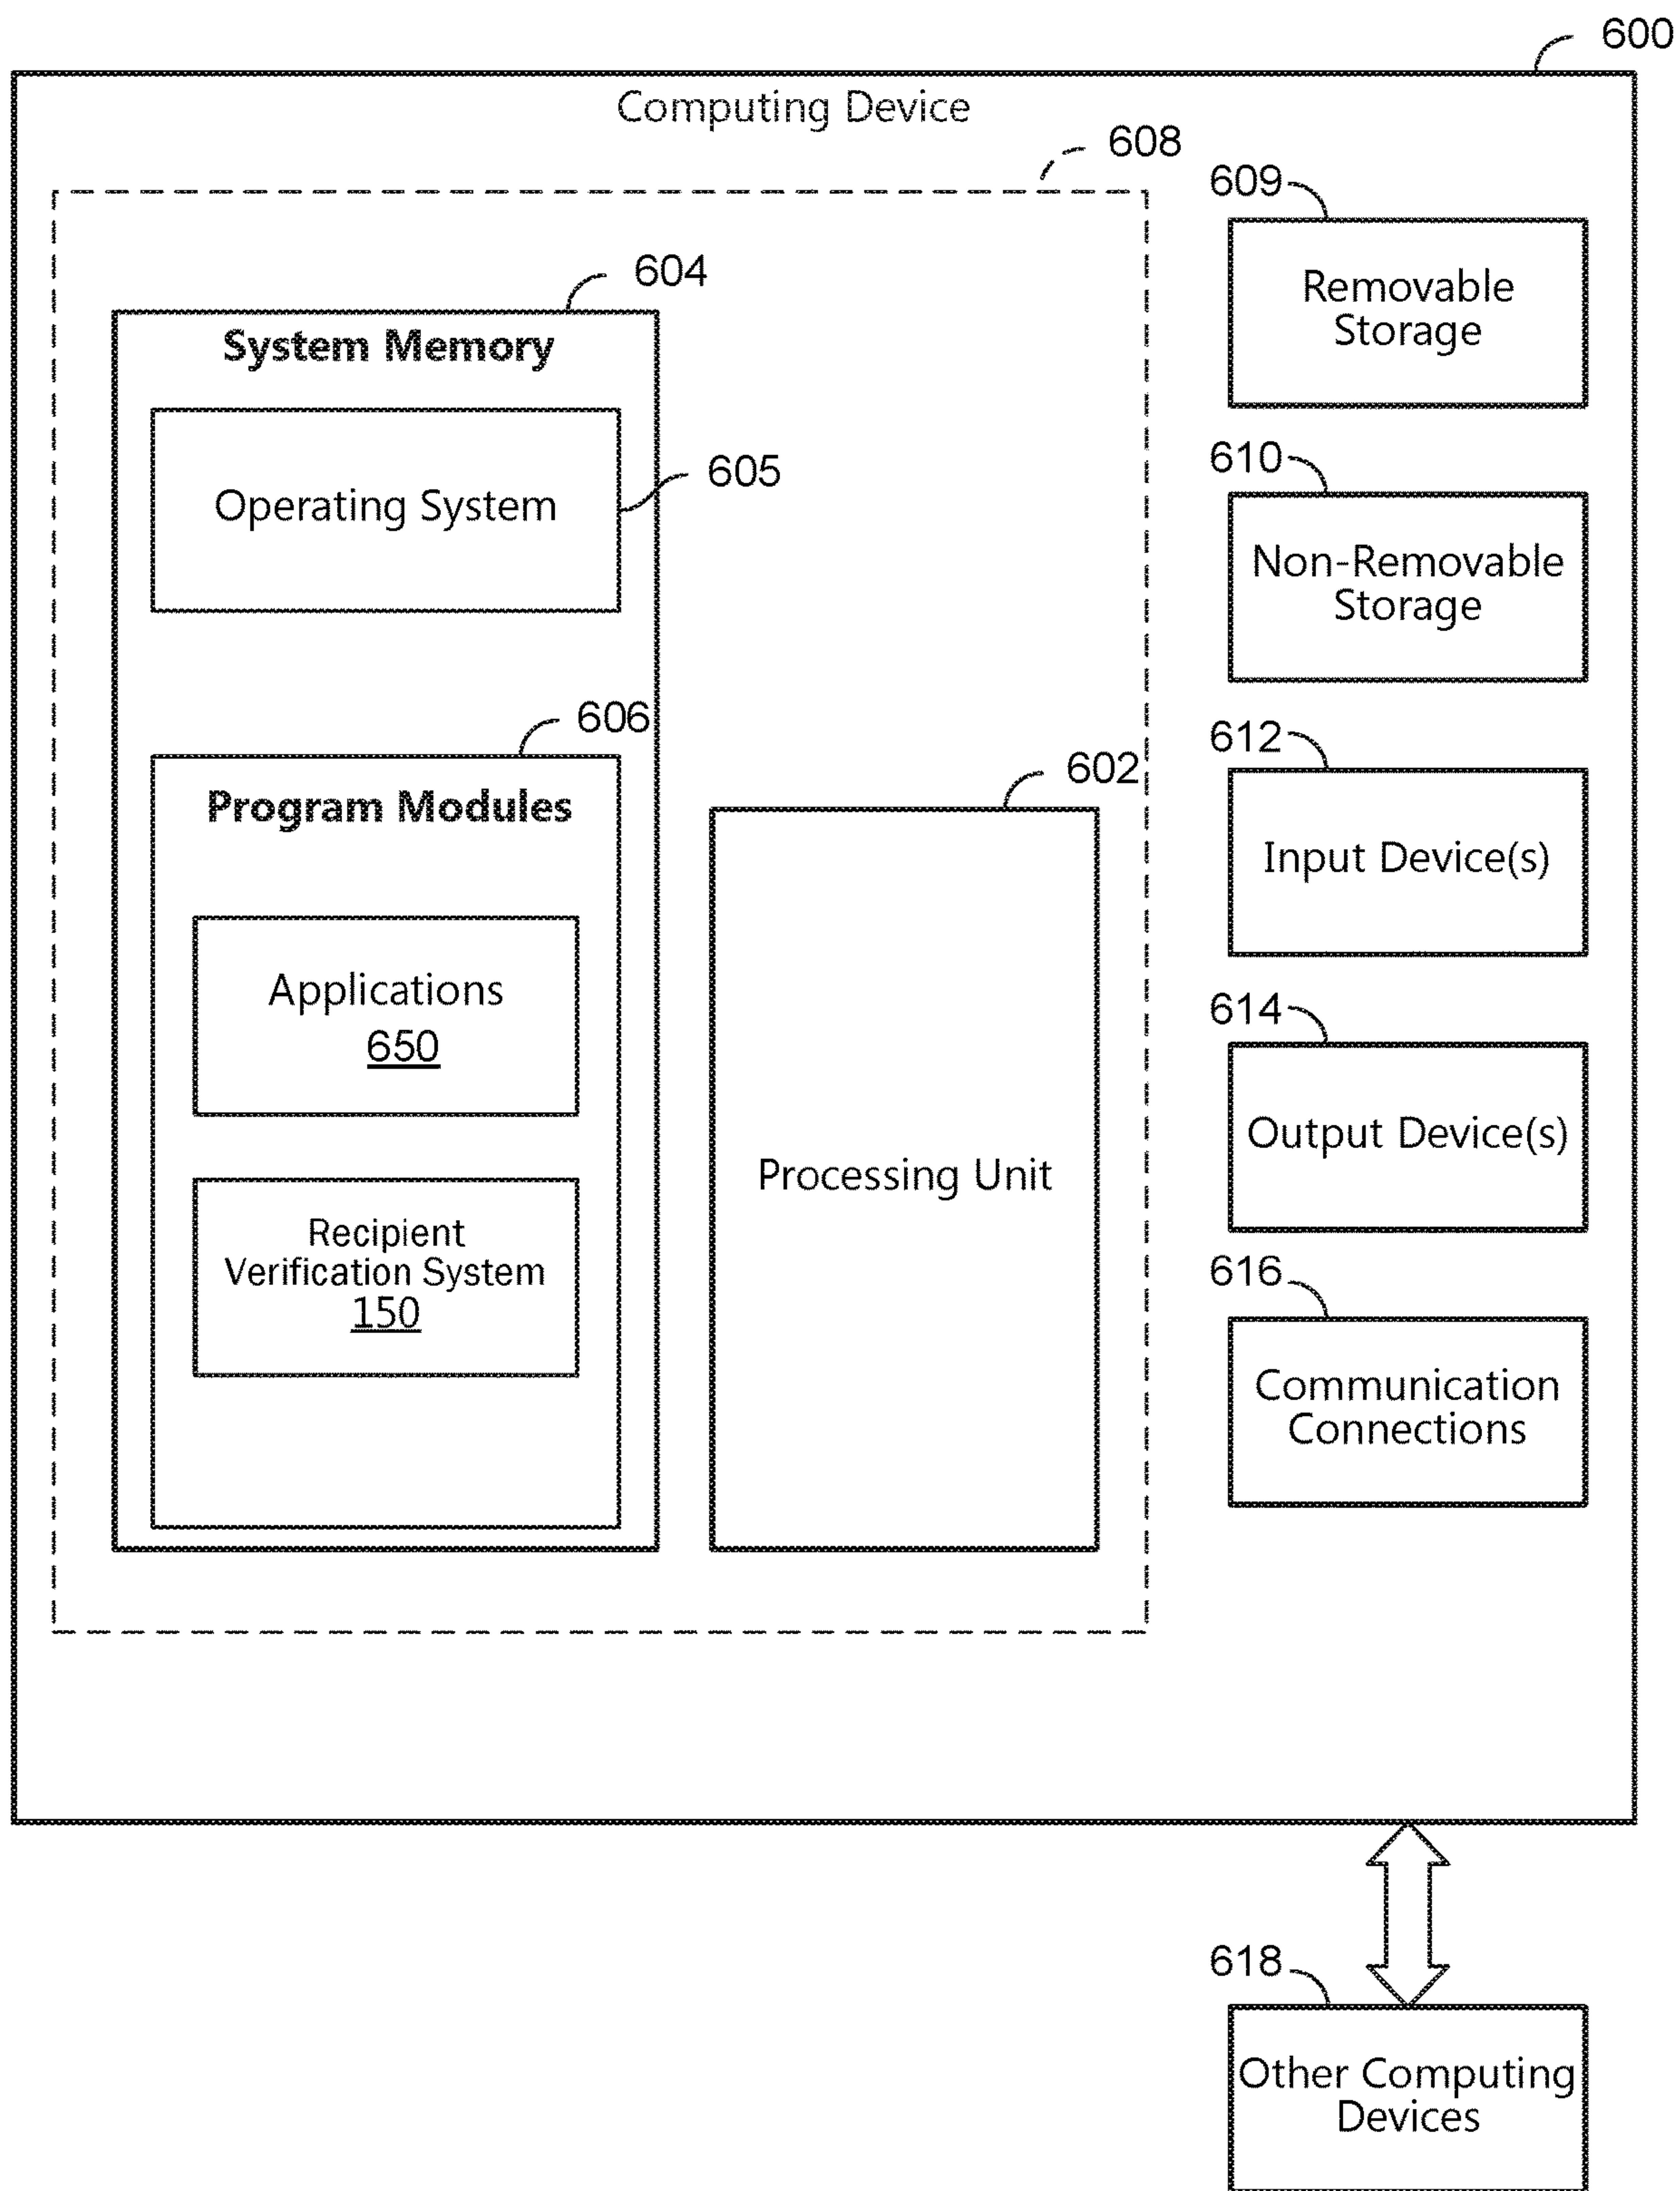 600
Computing Device
608
609
Removable
Storage
604
System Memory
Operating System
605
610
Non-Removable
Storage
606
Program Modules
602
612
Input Device(s)
Applications
650
614
Output Device(s)
Processing Unit
Recipient
Verification System
150
616
Communication
Connections
618
Other Computing
Devices